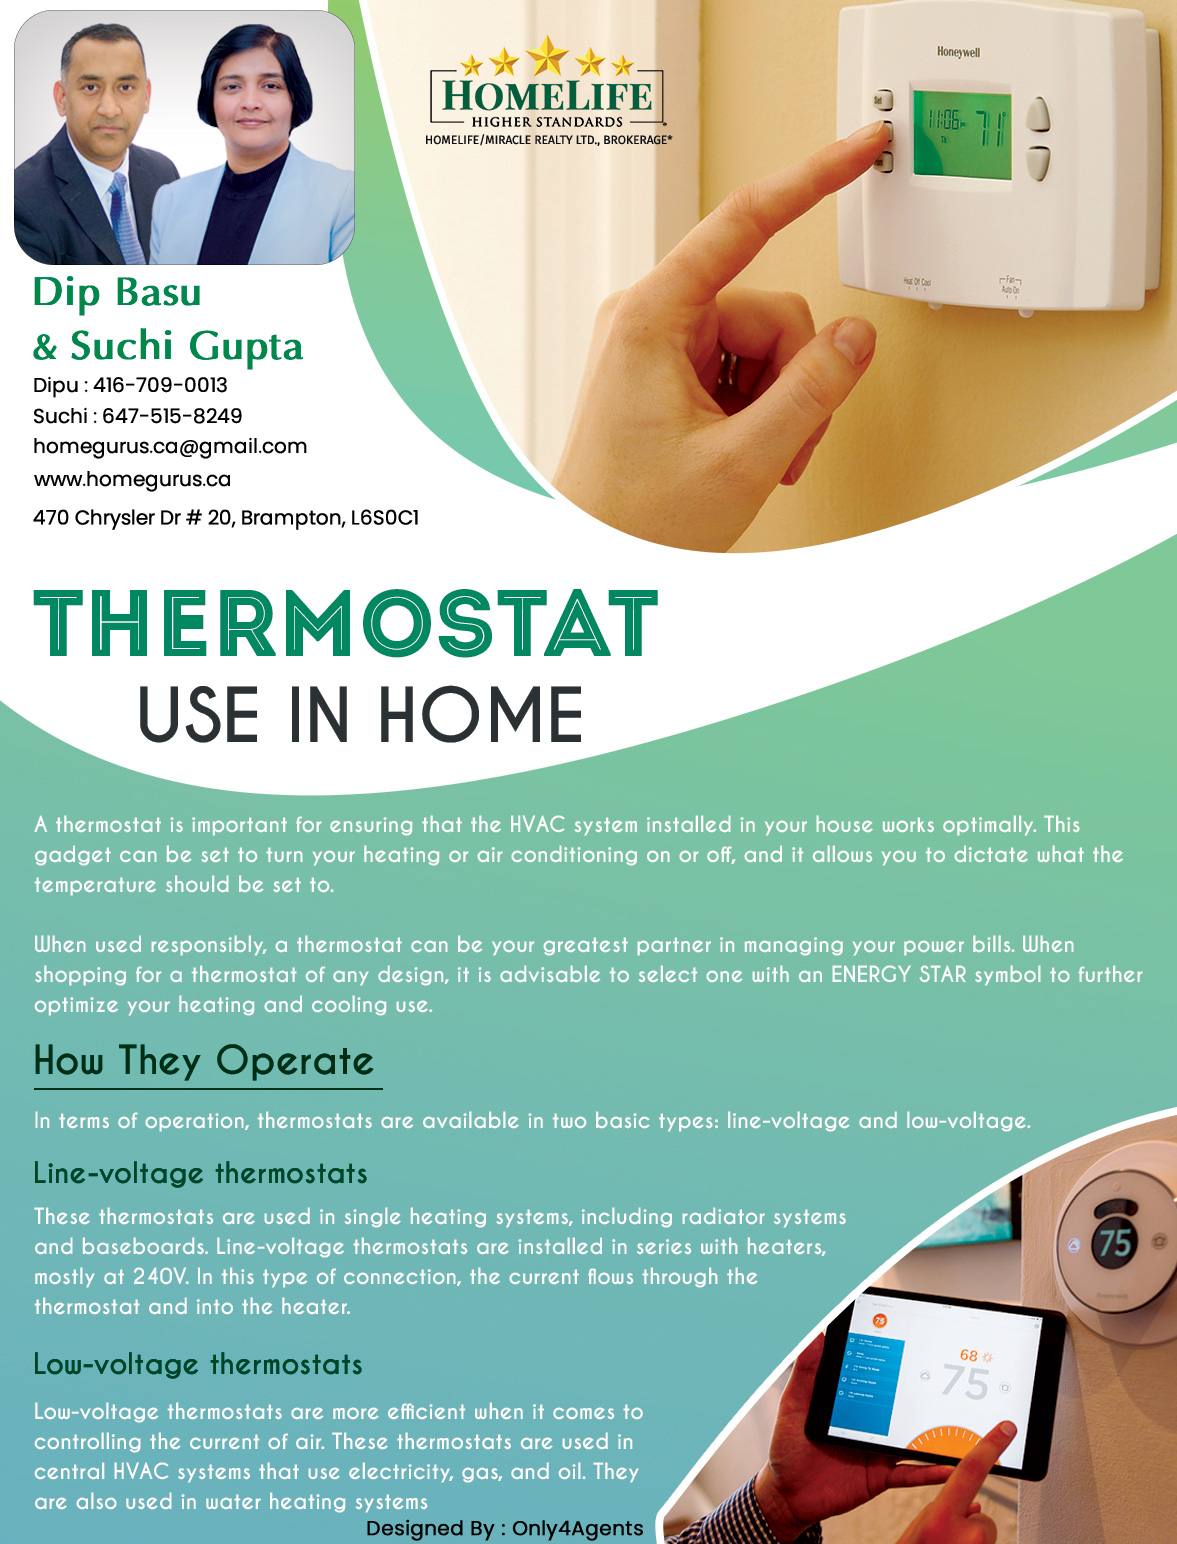 HOMELIFE
HIGHER STANDARDS
HOMELIFE/MIRACLE REALTY LTD., BROKERAGE*
Honeywell
Set
11:06
71°
Heat Off Cool
Fan
Auto On
Dip Basu
& Suchi Gupta
Dipu : 416-709-0013
Suchi : 647-515-8249
homegurus.ca@gmail.com
www.homegurus.ca
470 Chrysler Dr # 20, Brampton, L6S0C1
THERMOSTAT
USE IN HOME
A thermostat is important for ensuring that the HVAC system installed in your house works optimally. This
gadget can be set to turn your heating or air conditioning on or off, and it allows you to dictate what the
temperature should be set to.
When used responsibly, a thermostat can be your greatest partner in managing your power bills. When
shopping for a thermostat of any design, it is advisable to select one with an ENERGY STAR symbol to further
optimize your heating and cooling use.
How They Operate
In terms of operation, thermostats are available in two basic types: line-voltage and low-voltage.
Line-voltage thermostats
These thermostats are used in single heating systems, including radiator systems
and baseboards. Line-voltage thermostats are installed in series with heaters,
mostly at 240V. In this type of connection, the current flows through the
thermostat and into the heater.
Low-voltage thermostats
Low-voltage thermostats are more efficient when it comes to
controlling the current of air. These thermostats are used in
central HVAC systems that use electricity, gas, and oil. They
are also used in water heating systems
75
Honeywell
75
68
75
Designed By : Only4Agents